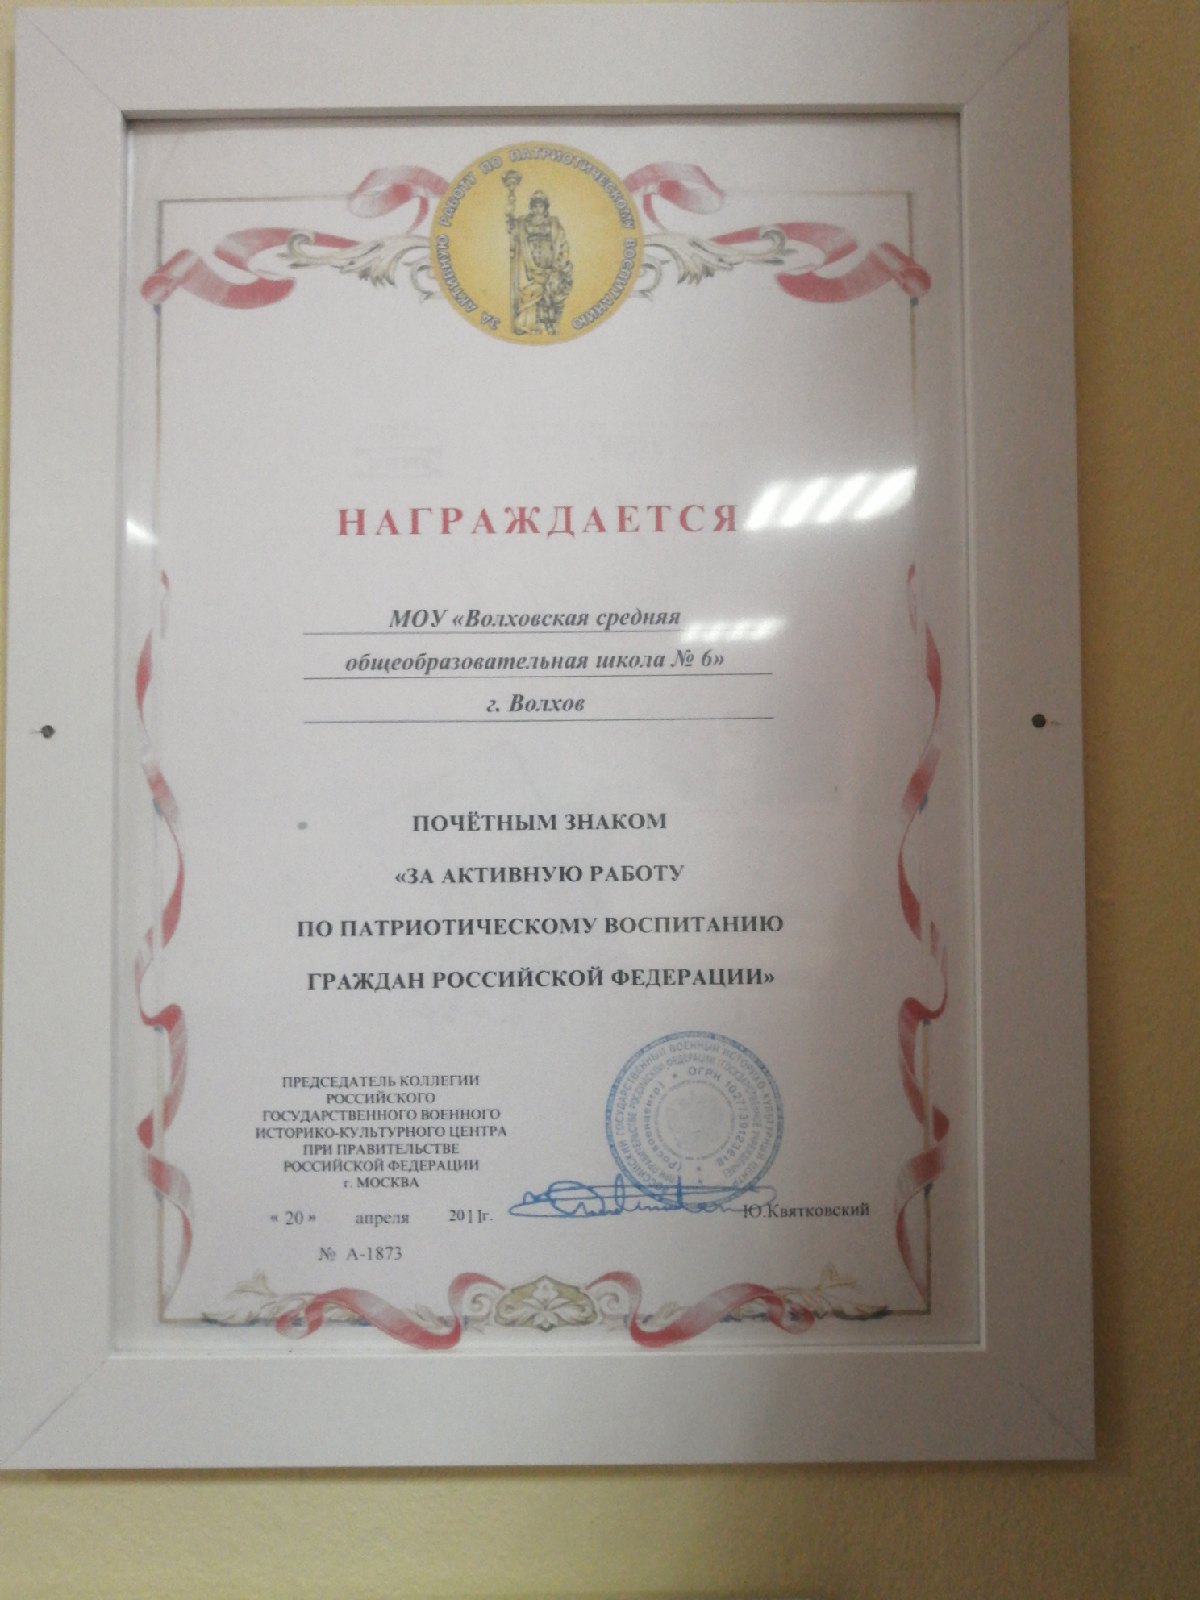 ЗА АКТИВНУЮ РАБОТУ ПО ПАТРИОТИЧЕСКОМУ ВОСПИТАНИЮ
НАГРАЖДАЕТСЯ
МОУ «Волховская средняя
общеобразовательная школа № 6»
г. Волхов
ПОЧЁТНЫМ ЗНАКОМ
«ЗА АКТИВНУЮ РАБОТУ
ПО ПАТРИОТИЧЕСКОМУ ВОСПИТАНИЮ
ГРАЖДАН РОССИЙСКОЙ ФЕДЕРАЦИИ»
ПРЕДСЕДАТЕЛЬ КОЛЛЕГИИ
РОССИЙСКОГО
ГОСУДАРСТВЕННОГО ВОЕННОГО
ИСТОРИКО-КУЛЬТУРНОГО ЦЕНТРА
ПРИ ПРАВИТЕЛЬСТВЕ
РОССИЙСКОЙ ФЕДЕРАЦИИ
г. МОСКВА
« 20 » апреля 2011г.
№ А-1873
РОССИЙСКИЙ ГОСУДАРСТВЕННЫЙ ВОЕННЫЙ ИСТОРИКО-КУЛЬТУРНЫЙ ЦЕНТР
ПРИ ПРАВИТЕЛЬСТВЕ РОССИЙСКОЙ ФЕДЕРАЦИИ
(Росвоенцентр) * ОГРН
Ю.Квятковский